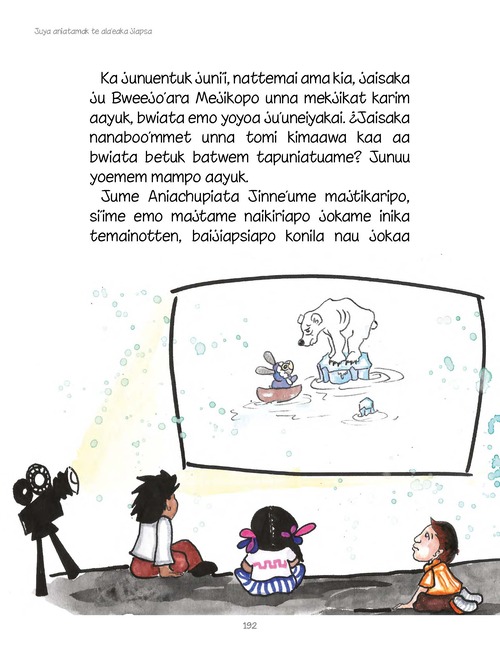 Juya aniatamak te ala'eaka jiapsa
Ka junuentuk junii, nattemai ama kia, jaisaka
ju Bweejo'ara Mejikopo unna mekjikat karim
aayuk, bwiata emo yoyoa ju'uneiyakai. ¿Jaisaka
nanaboo'mmet unna tomi kimaawa kaa aa
bwiata betuk batwem tapuniatuame? Junuu
yoemem mampo aayuk.
Jume Aniachupiata Jinne'ume majtikaripo,
si'ime emo majtame naikiriapo jokame inika
temainotten, baijiapsiapo konila nau jokaa
192